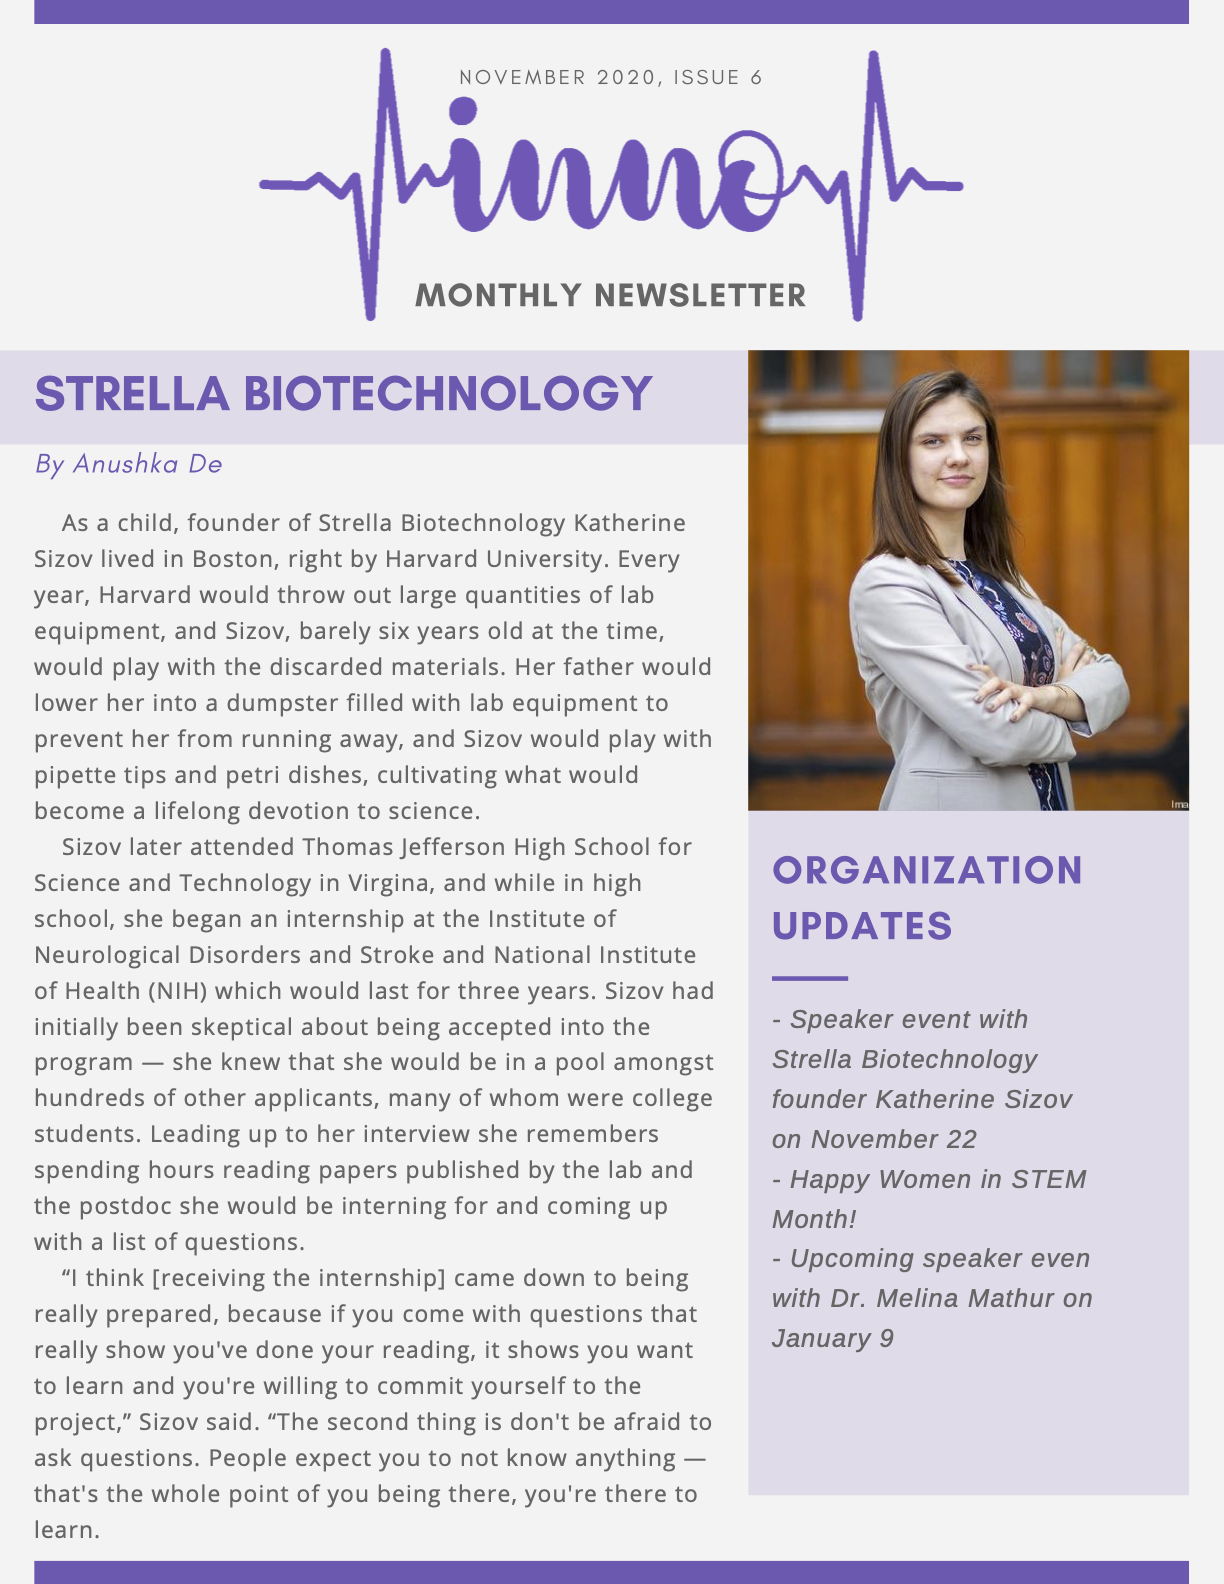 NOVEMBER 2020, ISSUE 6
inno
MONTHLY NEWSLETTER
STRELLA BIOTECHNOLOGY
By Anushka De
As a child, founder of Strella Biotechnology Katherine
Sizov lived in Boston, right by Harvard University. Every
year, Harvard would throw out large quantities of lab
equipment, and Sizov, barely six years old at the time,
would play with the discarded materials. Her father would
lower her into a dumpster filled with lab equipment to
prevent her from running away, and Sizov would play with
pipette tips and petri dishes, cultivating what would
become a lifelong devotion to science.
Sizov later attended Thomas Jefferson High School for
Science and Technology in Virgina, and while in high
school, she began an internship at the Institute of
Neurological Disorders and Stroke and National Institute
of Health (NIH) which would last for three years. Sizov had
initially been skeptical about being accepted into the
program — she knew that she would be in a pool amongst
hundreds of other applicants, many of whom were college
students. Leading up to her interview she remembers
spending hours reading papers published by the lab and
the postdoc she would be interning for and coming up
with a list of questions.
“I think [receiving the internship] came down to being
really prepared, because if you come with questions that
really show you've done your reading, it shows you want
to learn and you're willing to commit yourself to the
project,” Sizov said. “The second thing is don't be afraid to
ask questions. People expect you to not know anything —
that's the whole point of you being there, you're there to
learn.
Ima
ORGANIZATION
UPDATES
- Speaker event with
Strella Biotechnology
founder Katherine Sizov
on November 22
- Happy Women in STEM
Month!
- Upcoming speaker even
with Dr. Melina Mathur on
January 9